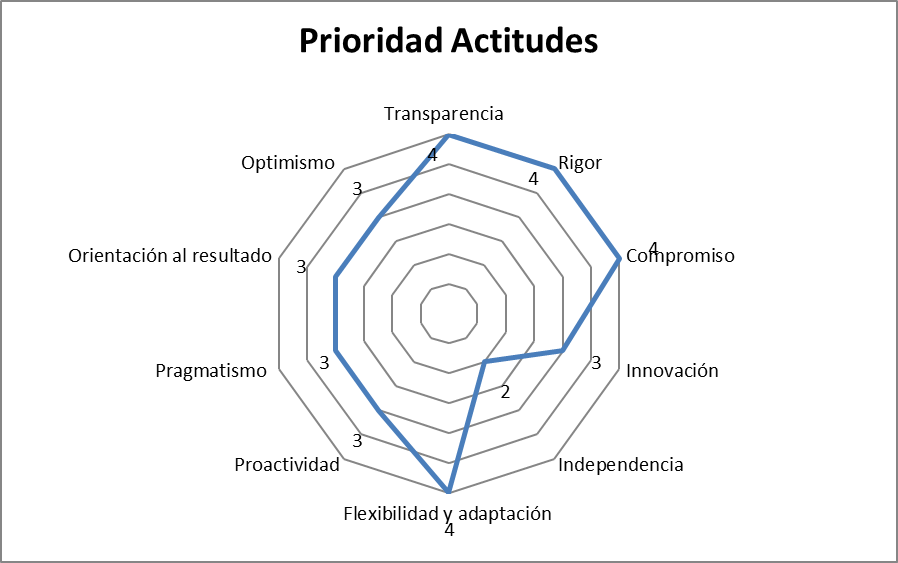 Prioridad Actitudes
Transparencia
4
Optimismo
3
Rigor
4
Orientación al resultado
3
Compromiso
4
Pragmatismo
3
Innovación
3
Proactividad
3
Independencia
2
Flexibilidad y adaptación
4